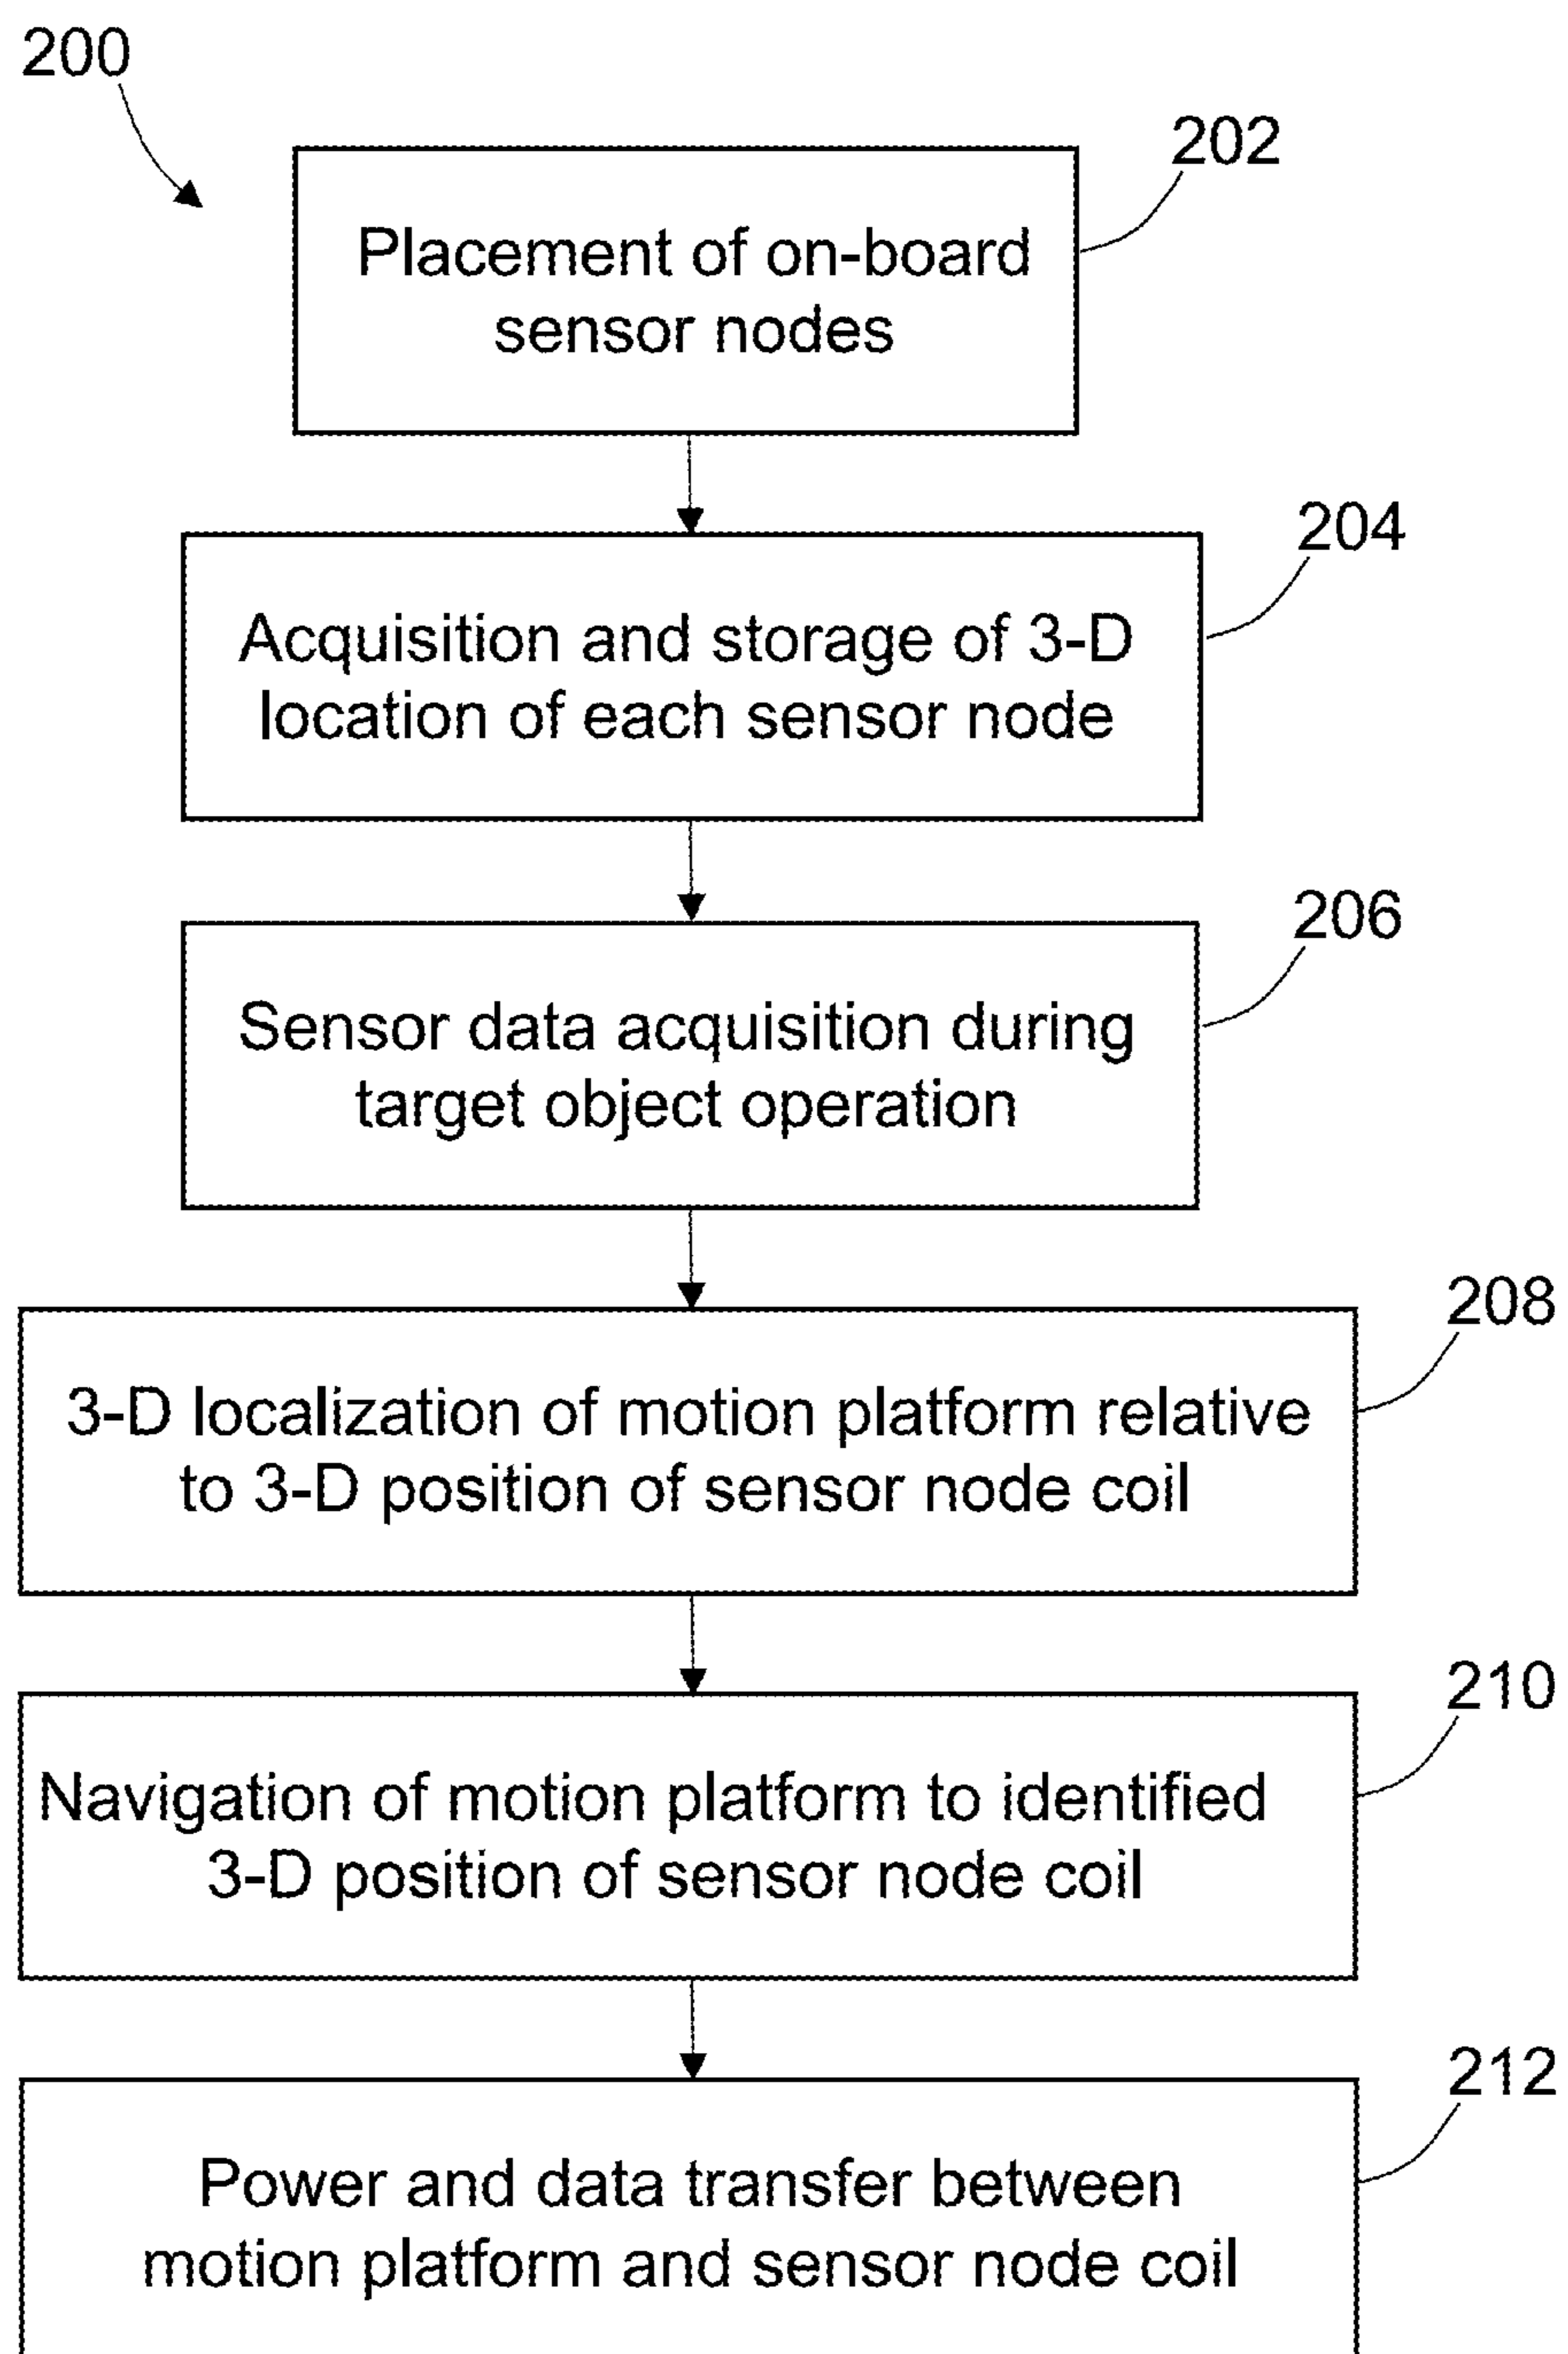 200
202
Placement of on-board
sensor nodes
204
Acquisition and storage of 3-D
location of each sensor node
206
Sensor data acquisition during
target object operation
208
3-D localization of motion platform relative
to 3-D position of sensor node coil
210
Navigation of motion platform to identified
3-D position of sensor node coil
212
Power and data transfer between
motion platform and sensor node coil